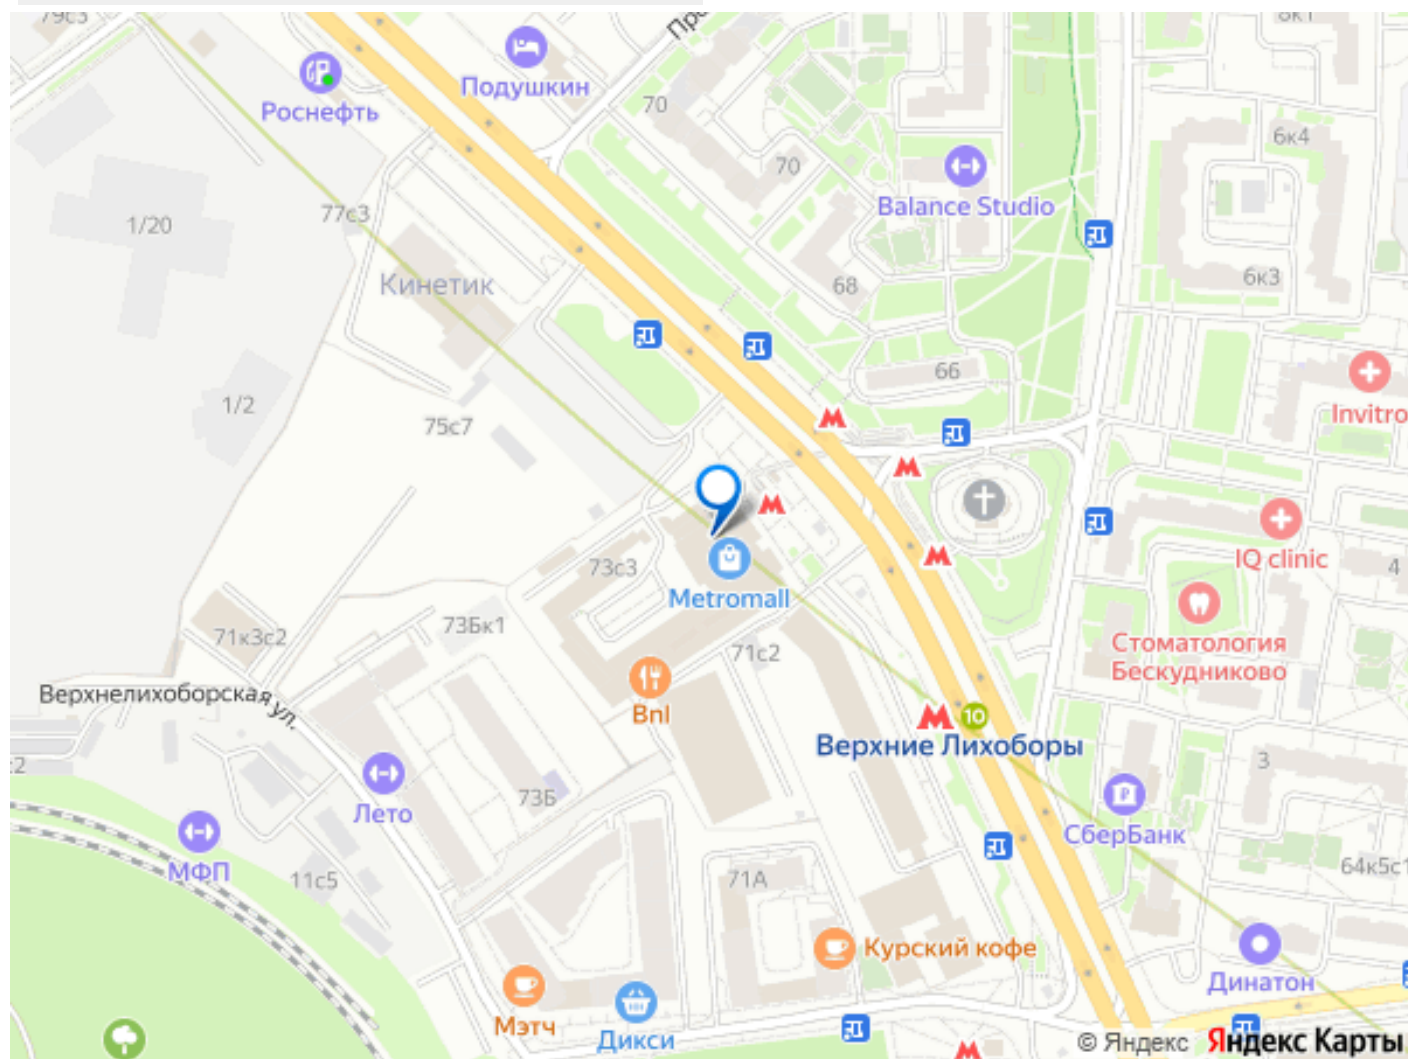 79с3
8к1
Подушкин
Роснефть
70
6к4
70
Balance Studio
77с3
1/20
6к3
Кинетик
68
66
1/2
Invitro
75с7
IQ clinic
73с3
4
Metromall
73Бк1
71к3с2
Стоматология
Бескудниково
71с2
Верхнелихоборская ул.
Bnl
10
Верхние Лихоборы
3
73Б
Лето
СберБанк
МФП
11с5
71А
64к5с1
Курский кофе
Динатон
Мэтч
Дикси
© Яндекс Яндекс Карты